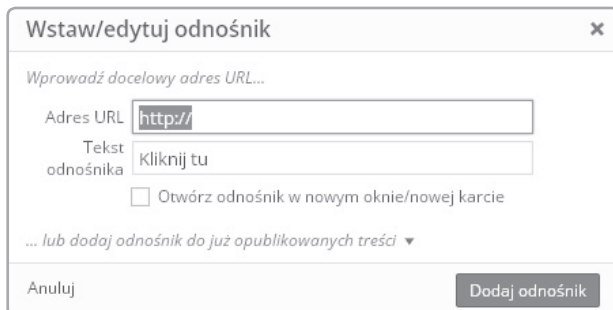 Wstaw/edytuj odnośnik
Wprowadź docelowy adres URL...
Adres URL http://
Tekst
odnośnika Kliknij tu
Otwórz odnośnik w nowym oknie/nowej karcie
... lub dodaj odnośnik do już opublikowanych treści
Anuluj Dodaj odnośnik